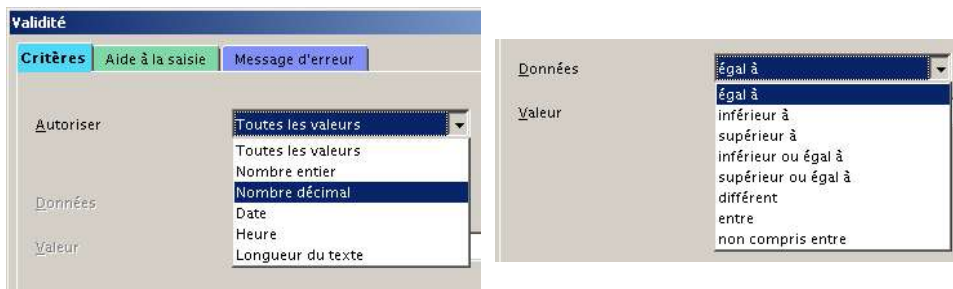 Validité
Critères Aide à la saisie Message d'erreur
Autoriser Toutes les valeurs
Toutes les valeurs
Nombre entier
Nombre décimal
Données
Date
Heure
Valeur
Longueur du texte
Données égal à
égal à
Valeur
inférieur à
supérieur à
inférieur ou égal à
supérieur ou égal à
différent
entre
non compris entre